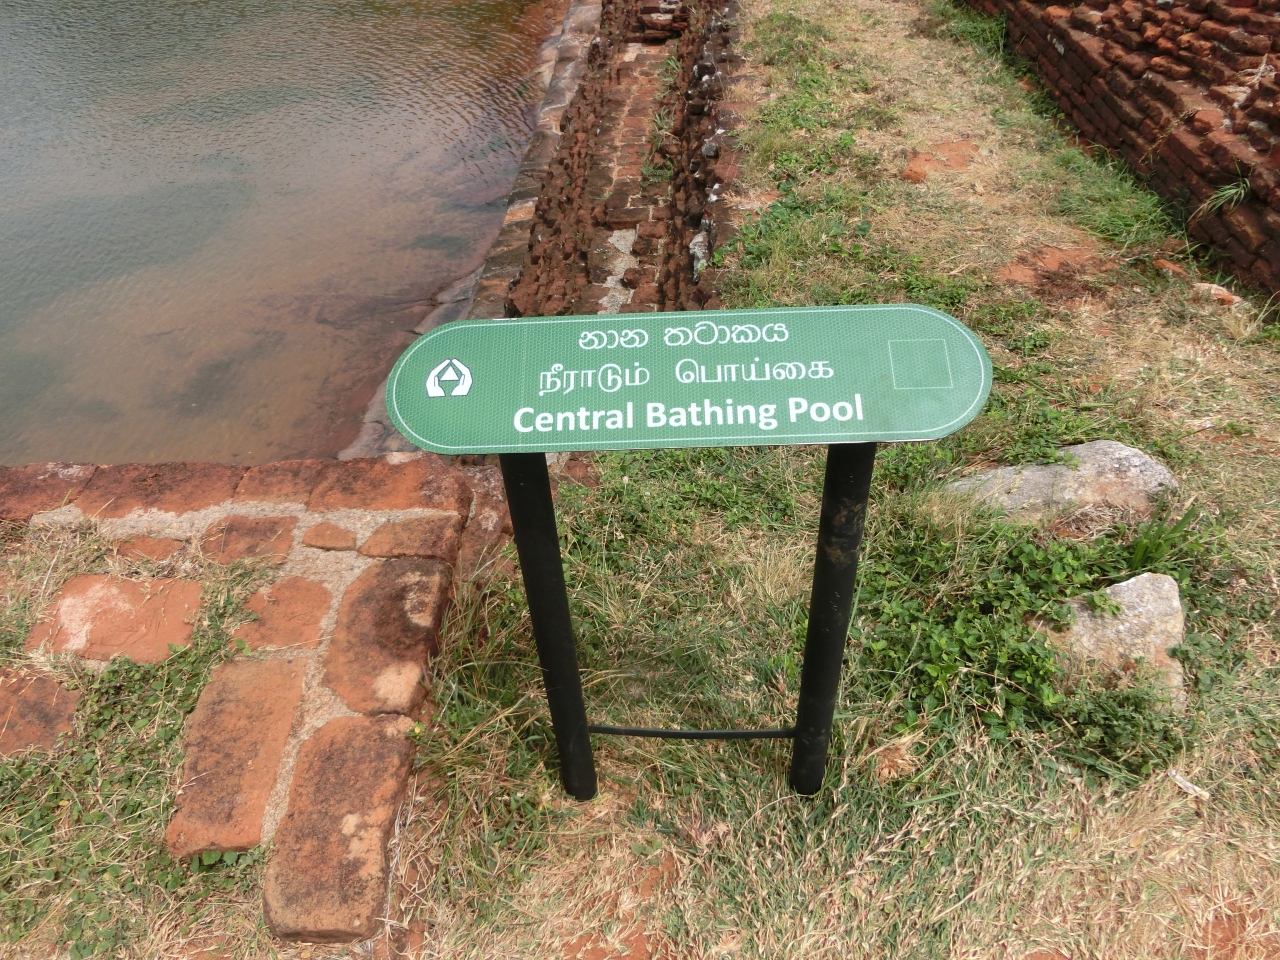 නාන තටාකය
நீராடும் பொய்கை
Central Bathing Pool